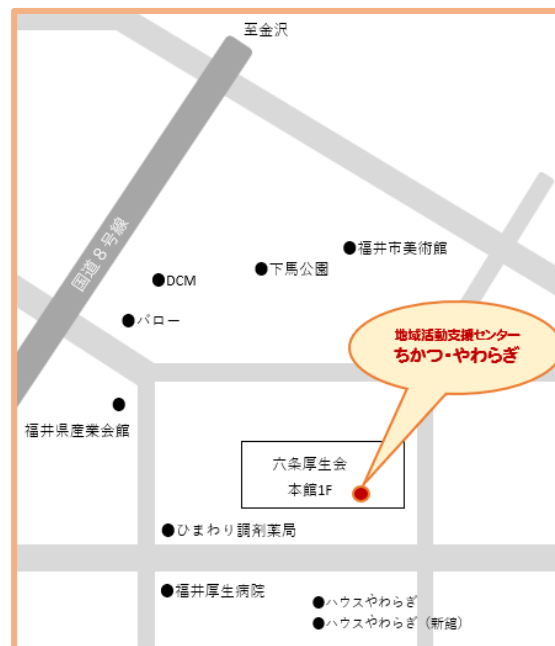 至金沢
国道８号線
福井市美術館
下馬公園
DCM
バロー
地域活動支援センター
ちかつ・やわらぎ
福井県産業会館
六条厚生会
本館1F
ひまわり調剤薬局
福井厚生病院
ハウスやわらぎ
ハウスやわらぎ（新館）